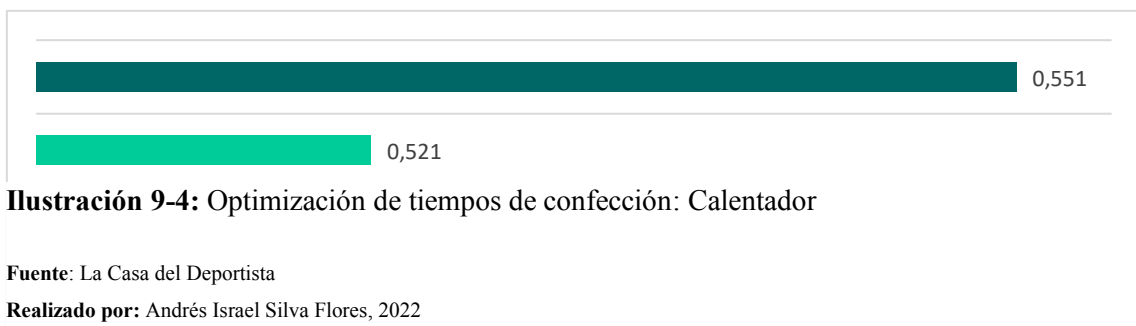 0,551
0,521
Ilustración 9-4: Optimización de tiempos de confección: Calentador
Fuente: La Casa del Deportista
Realizado por: Andrés Israel Silva Flores, 2022